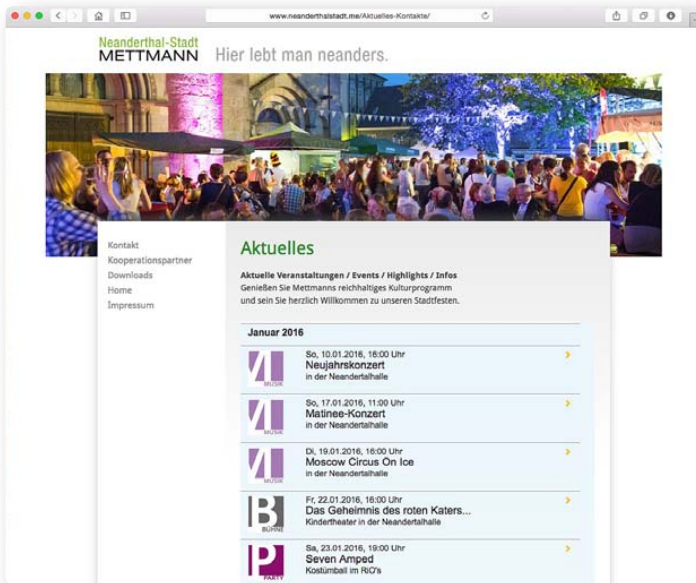 www.neanderthalstadt.me/Aktuelles-Kontakte/
Neanderthal-Stadt
METTMANN
Hier lebt man neanders.
Kontakt
Kooperationspartner
Downloads
Home
Impressum
Aktuelles
Aktuelle Veranstaltungen / Events / Highlights / Infos
Genießen Sie Mettmanns reichhaltiges Kulturprogramm
und sein Sie herzlich Willkommen zu unseren Stadtfesten.
Januar 2016
MUSIK
So, 10.01.2016, 16:00 Uhr
Neujahrskonzert
in der Neandertalhalle
MUSIK
So, 17.01.2016, 11:00 Uhr
Matinee-Konzert
in der Neandertalhalle
MUSIK
Di, 19.01.2016, 16:00 Uhr
Moscow Circus On Ice
in der Neandertalhalle
B
BÜHNE
Fr, 22.01.2016, 16:00 Uhr
Das Geheimnis des roten Katers...
Kindertheater in der Neandertalhalle
P
PARTY
Sa, 23.01.2016, 19:00 Uhr
Seven Amped
Kostümball im RiO's